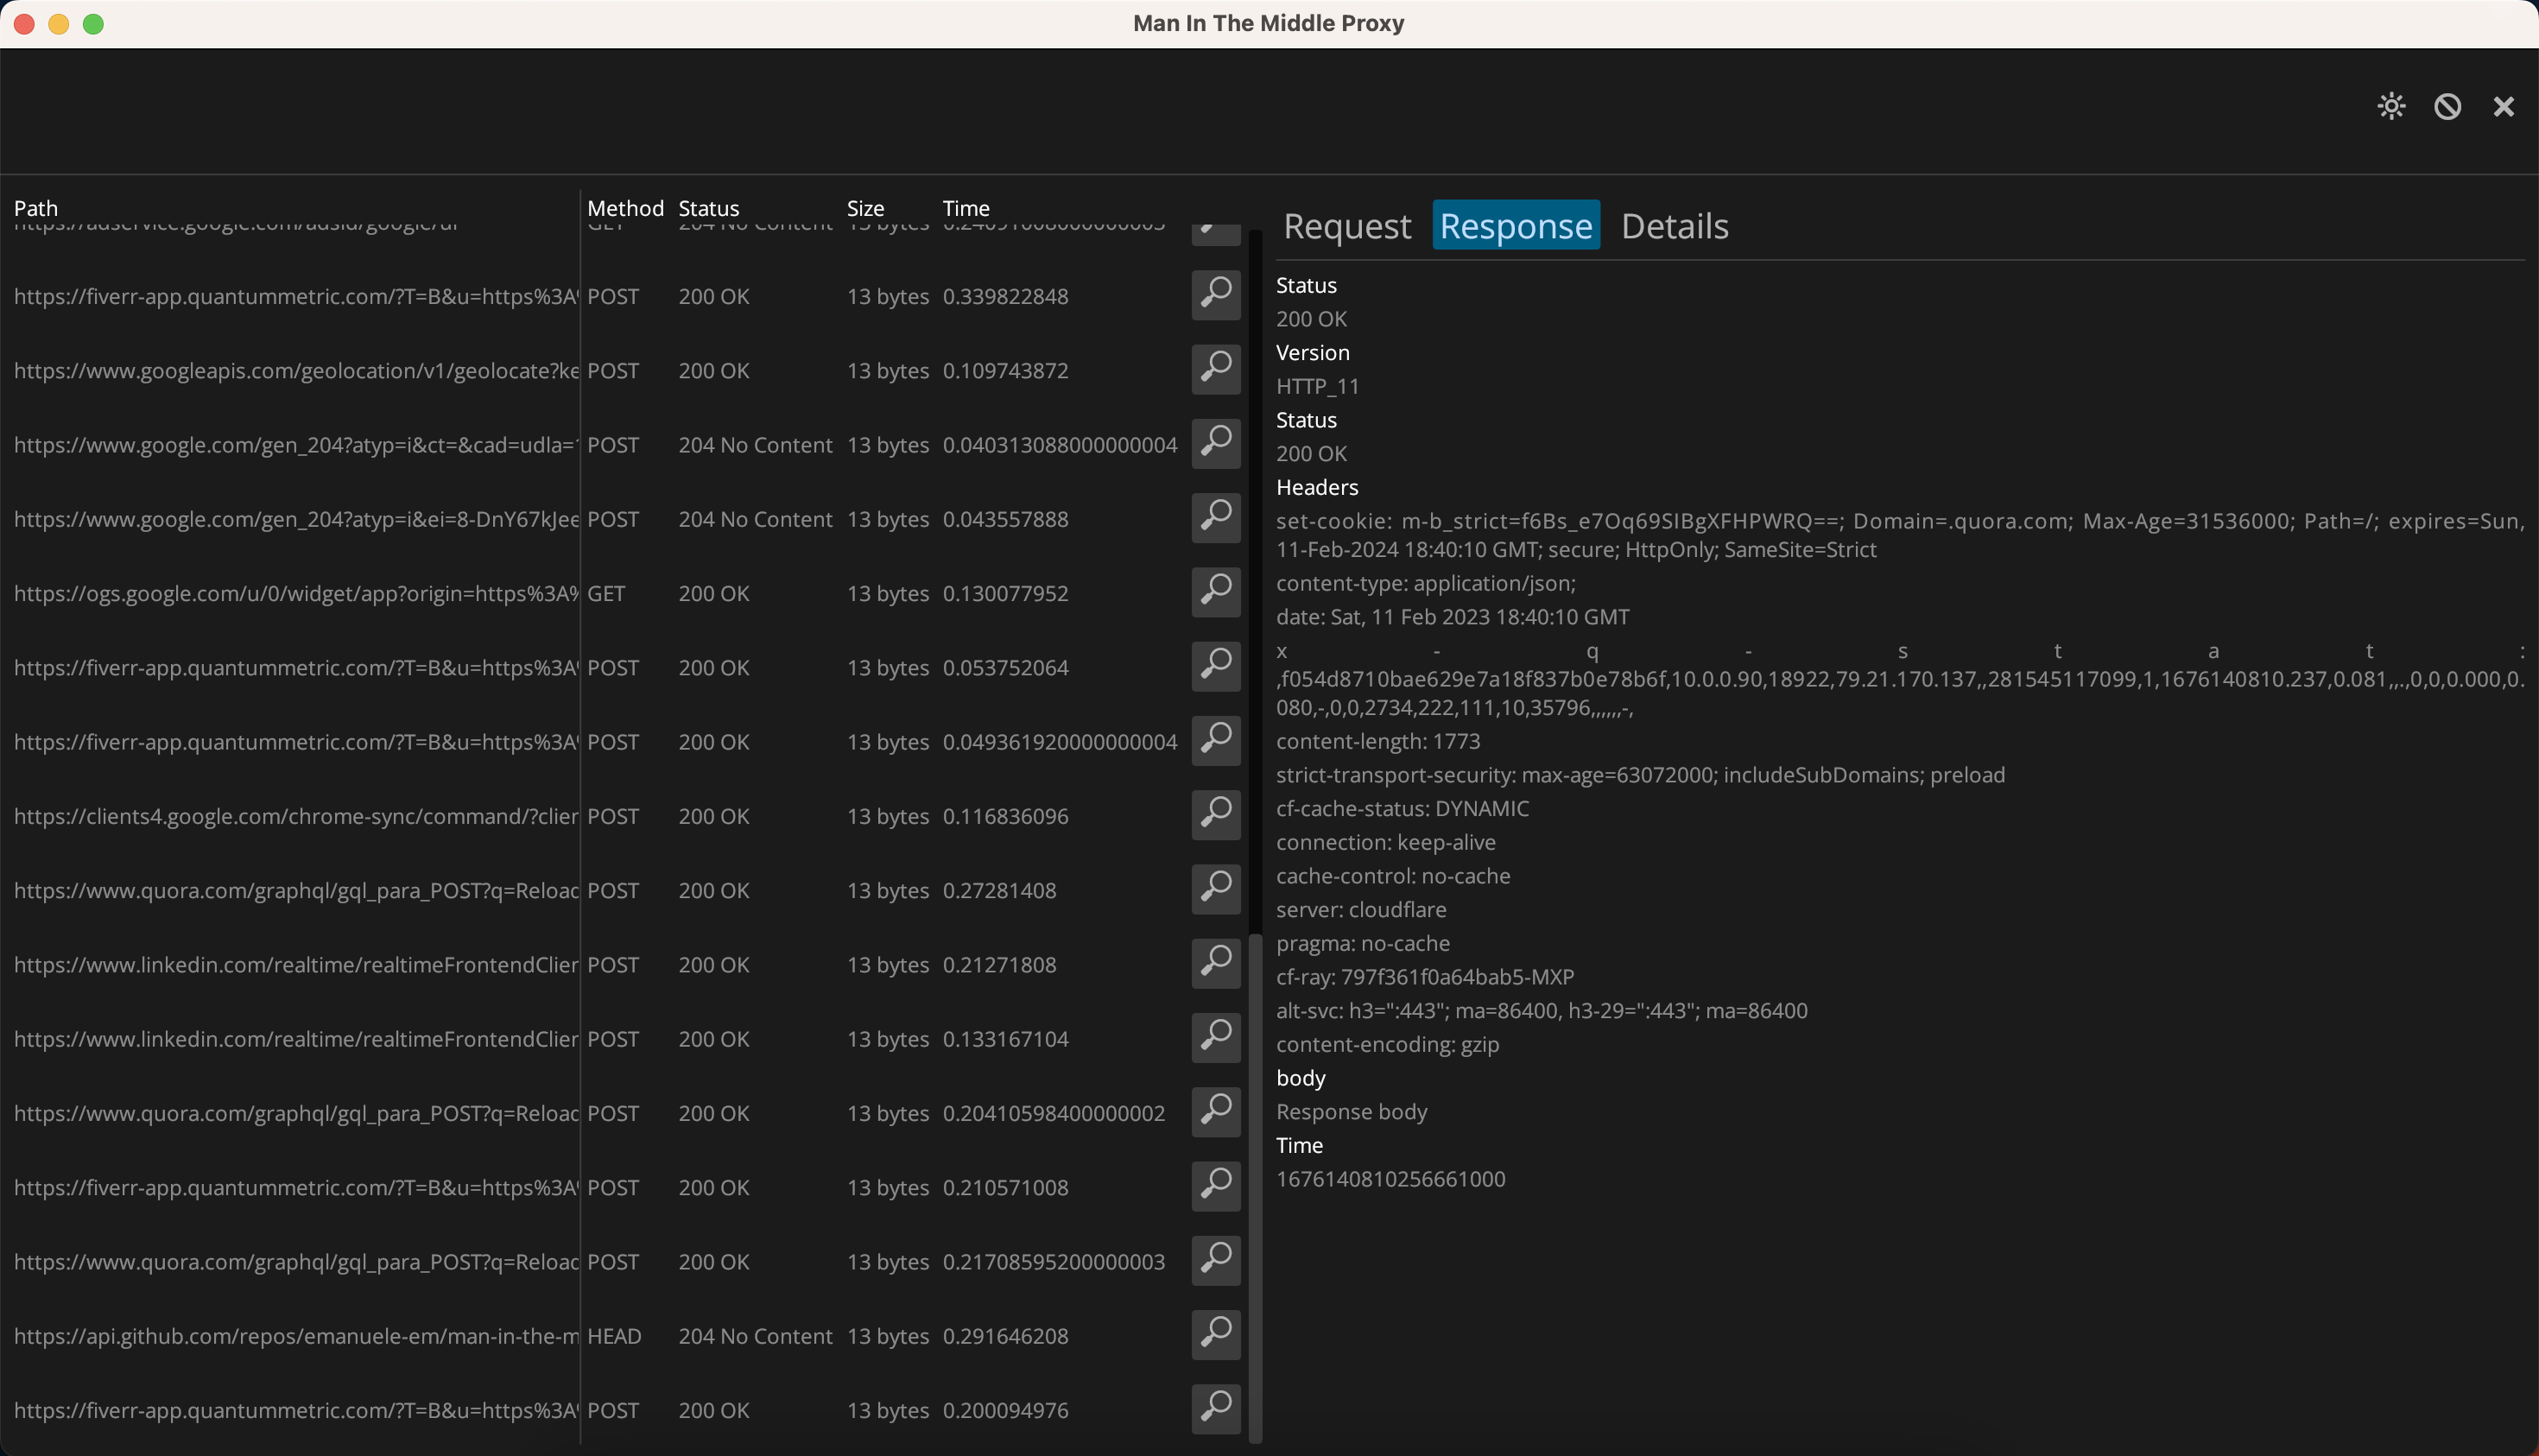 Man In The Middle Proxy
Path Method Status Size Time
https://adservice.google.com/adsid/google/ui GET 204 No Content 13 bytes
https://fiverr-app.quantummetric.com/?T=B&u=https%3A POST 200 OK 13 bytes 0.339822848
https://www.googleapis.com/geolocation/v1/geolocate?ke POST 200 OK 13 bytes 0.109743872
https://www.google.com/gen_204?atyp=i&ct=&cad=udla= POST 204 No Content 13 bytes 0.040313088000000004
https://www.google.com/gen_204?atyp=i&ei=8-DnY67kJee POST 204 No Content 13 bytes 0.043557888
https://ogs.google.com/u/0/widget/app?origin=https%3A% GET 200 OK 13 bytes 0.130077952
https://fiverr-app.quantummetric.com/?T=B&u=https%3A POST 200 OK 13 bytes 0.053752064
https://fiverr-app.quantummetric.com/?T=B&u=https%3A POST 200 OK 13 bytes 0.049361920000000004
https://clients4.google.com/chrome-sync/command/?clier POST 200 OK 13 bytes 0.116836096
https://www.quora.com/graphql/gql_para_POST?q=Reloac POST 200 OK 13 bytes 0.27281408
https://www.linkedin.com/realtime/realtimeFrontendClier POST 200 OK 13 bytes 0.21271808
https://www.linkedin.com/realtime/realtimeFrontendClier POST 200 OK 13 bytes 0.133167104
https://www.quora.com/graphql/gql_para_POST?q=Reloac POST 200 OK 13 bytes 0.20410598400000002
https://fiverr-app.quantummetric.com/?T=B&u=https%3A POST 200 OK 13 bytes 0.210571008
https://www.quora.com/graphql/gql_para_POST?q=Reloac POST 200 OK 13 bytes 0.21708595200000003
https://api.github.com/repos/emanuele-em/man-in-the-m HEAD 204 No Content 13 bytes 0.291646208
https://fiverr-app.quantummetric.com/?T=B&u=https%3A POST 200 OK 13 bytes 0.200094976
Request Response Details
Status
200 OK
Version
HTTP_11
Status
200 OK
Headers
set-cookie: m-b_strict=f6Bs_e7Oq69SIBgXFHPWRQ==; Domain=.quora.com; Max-Age=31536000; Path=/; expires=Sun,
11-Feb-2024 18:40:10 GMT; secure; HttpOnly; SameSite=Strict
content-type: application/json;
date: Sat, 11 Feb 2023 18:40:10 GMT
x - q - s t a t :
,f054d8710bae629e7a18f837b0e78b6f,10.0.0.90,18922,79.21.170.137,,281545117099,1,1676140810.237,0.081,,.,0,0,0.000,0.
080,-,0,0,2734,222,111,10,35796,,,,,,-,
content-length: 1773
strict-transport-security: max-age=63072000; includeSubDomains; preload
cf-cache-status: DYNAMIC
connection: keep-alive
cache-control: no-cache
server: cloudflare
pragma: no-cache
cf-ray: 797f361f0a64bab5-MXP
alt-svc: h3=":443"; ma=86400, h3-29=":443"; ma=86400
content-encoding: gzip
body
Response body
Time
1676140810256661000